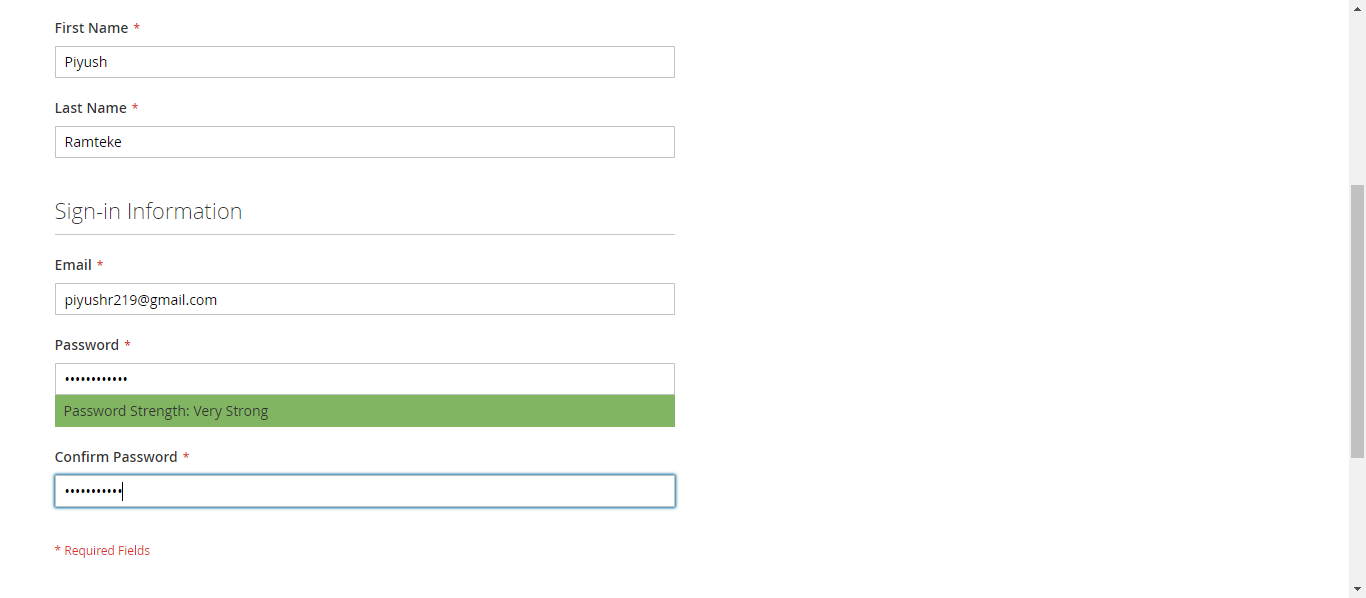 First Name *
Piyush
Last Name *
Ramteke
Sign-in Information
Email *
piyushr219@gmail.com
Password *
••••••••••••
Password Strength: Very Strong
Confirm Password *
•••••••••••
* Required Fields